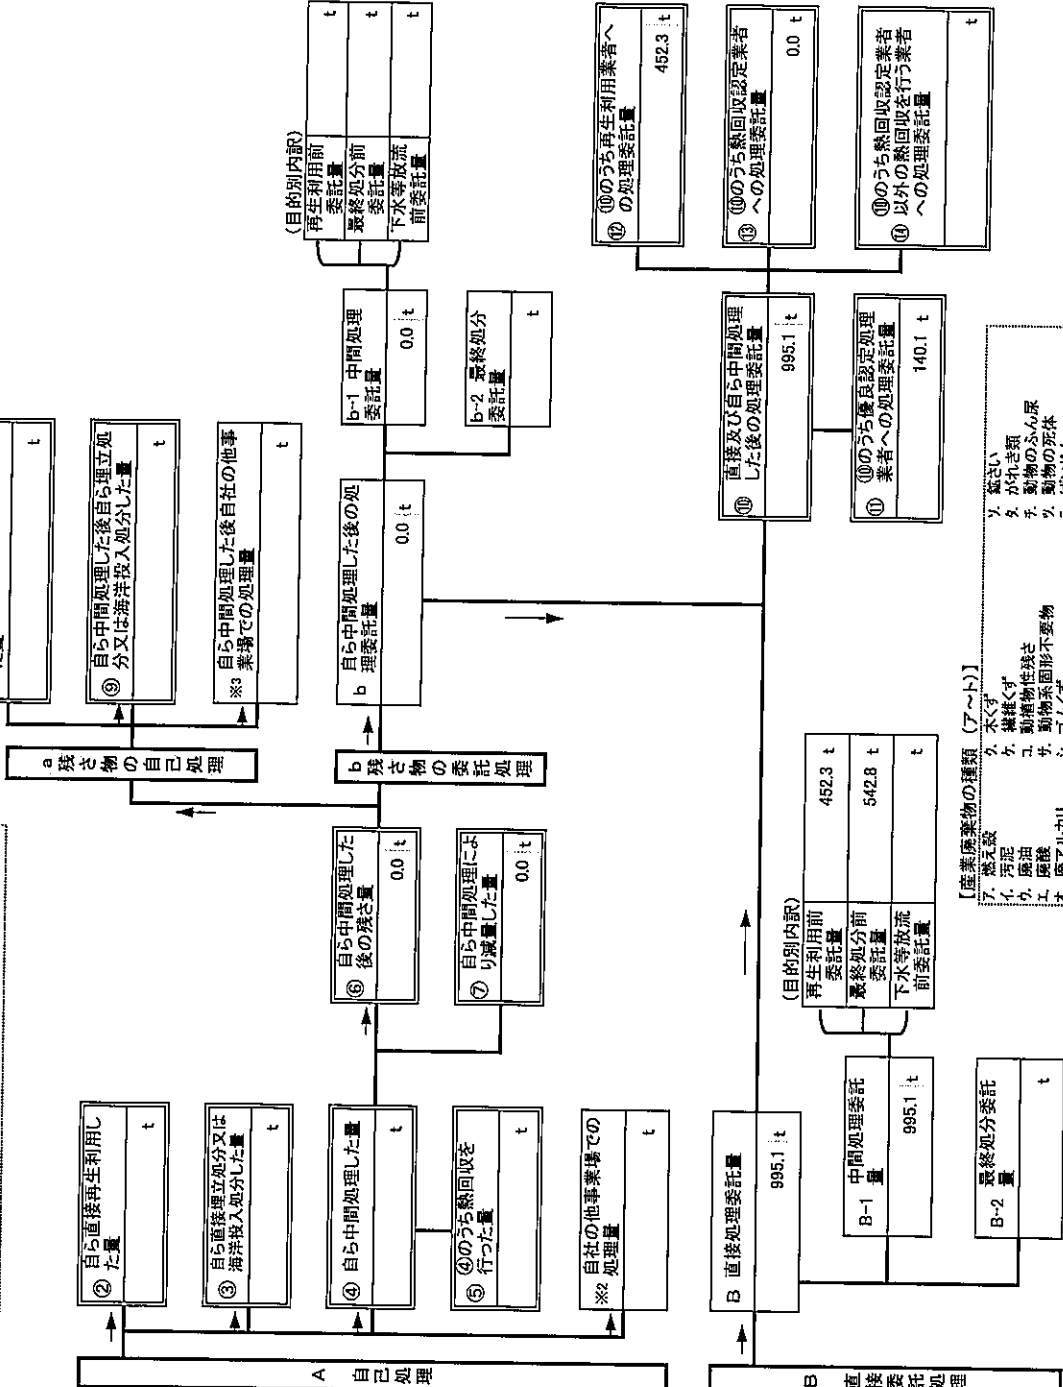 A
自己処理
② 自ら直接再生利用し
た量
t
③ 自ら直接埋立処分又は
海洋投入処分した量
t
④ 自ら中間処理した量
t
⑤ ④のうち熱回収を
行った量
t
※2 自社の他事業場での
処理量
t
⑥ 自ら中間処理した
後の残さ量
0.0 t
⑦ 自ら中間処理によ
り減量した量
0.0 t
a
残さ物の自己処理
t
⑨ 自ら中間処理した後自ら埋立処
分又は海洋投入処分した量
t
※3 自ら中間処理した後自社の他事
業場での処理量
t
b
残さ物の委託処理
b 自ら中間処理した後の処
理委託量
0.0 t
b-1 中間処理
委託量
0.0 t
b-2 最終処分
委託量
t
(目的別内訳)
再生利用前
委託量
t
最終処分前
委託量
t
下水等放流
前委託量
t
B
直接委託処理
B 直接処理委託量
995.1 t
B-1 中間処理委託
量
995.1 t
B-2 最終処分委託
量
t
(目的別内訳)
再生利用前
委託量
452.3 t
最終処分前
委託量
542.8 t
下水等放流
前委託量
t
⑩ 直接及び自ら中間処理
した後の処理委託量
995.1 t
⑪ ⑩のうち優良認定処理
業者への処理委託量
140.1 t
⑫ ⑩のうち再生利用業者へ
の処理委託量
452.3 t
⑬ ⑩のうち熱回収認定業者
への処理委託量
0.0 t
⑭ ⑩のうち熱回収認定業者
以外の熱回収を行う業者
への処理委託量
t
[産業廃棄物の種類 (ア～ト)]
ア. 燃え殻
イ. 汚泥
ウ. 廃油
エ. 廃酸
オ. 廃アルカリ
ク. 木くず
ケ. 繊維くず
コ. 動植物性残さ
サ. 動物系固形不要物
シ. ゴムくず
ソ. 鉱さい
タ. がれき類
チ. 動物のふん尿
ツ. 動物の死体